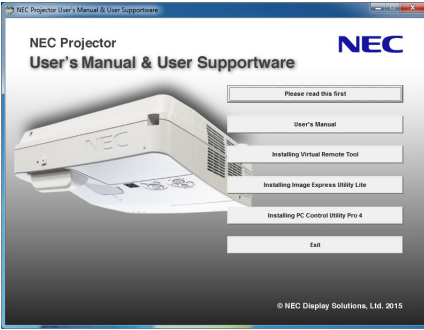 NEC Projector User's Manual & User Supportware
NEC Projector
NEC
User's Manual & User Supportware
Please read this first
User's Manual
NEC
Installing Virtual Remote Tool
Installing Image Express Utility Lite
Installing PC Control Utility Pro 4
Exit
© NEC Display Solutions, Ltd. 2015